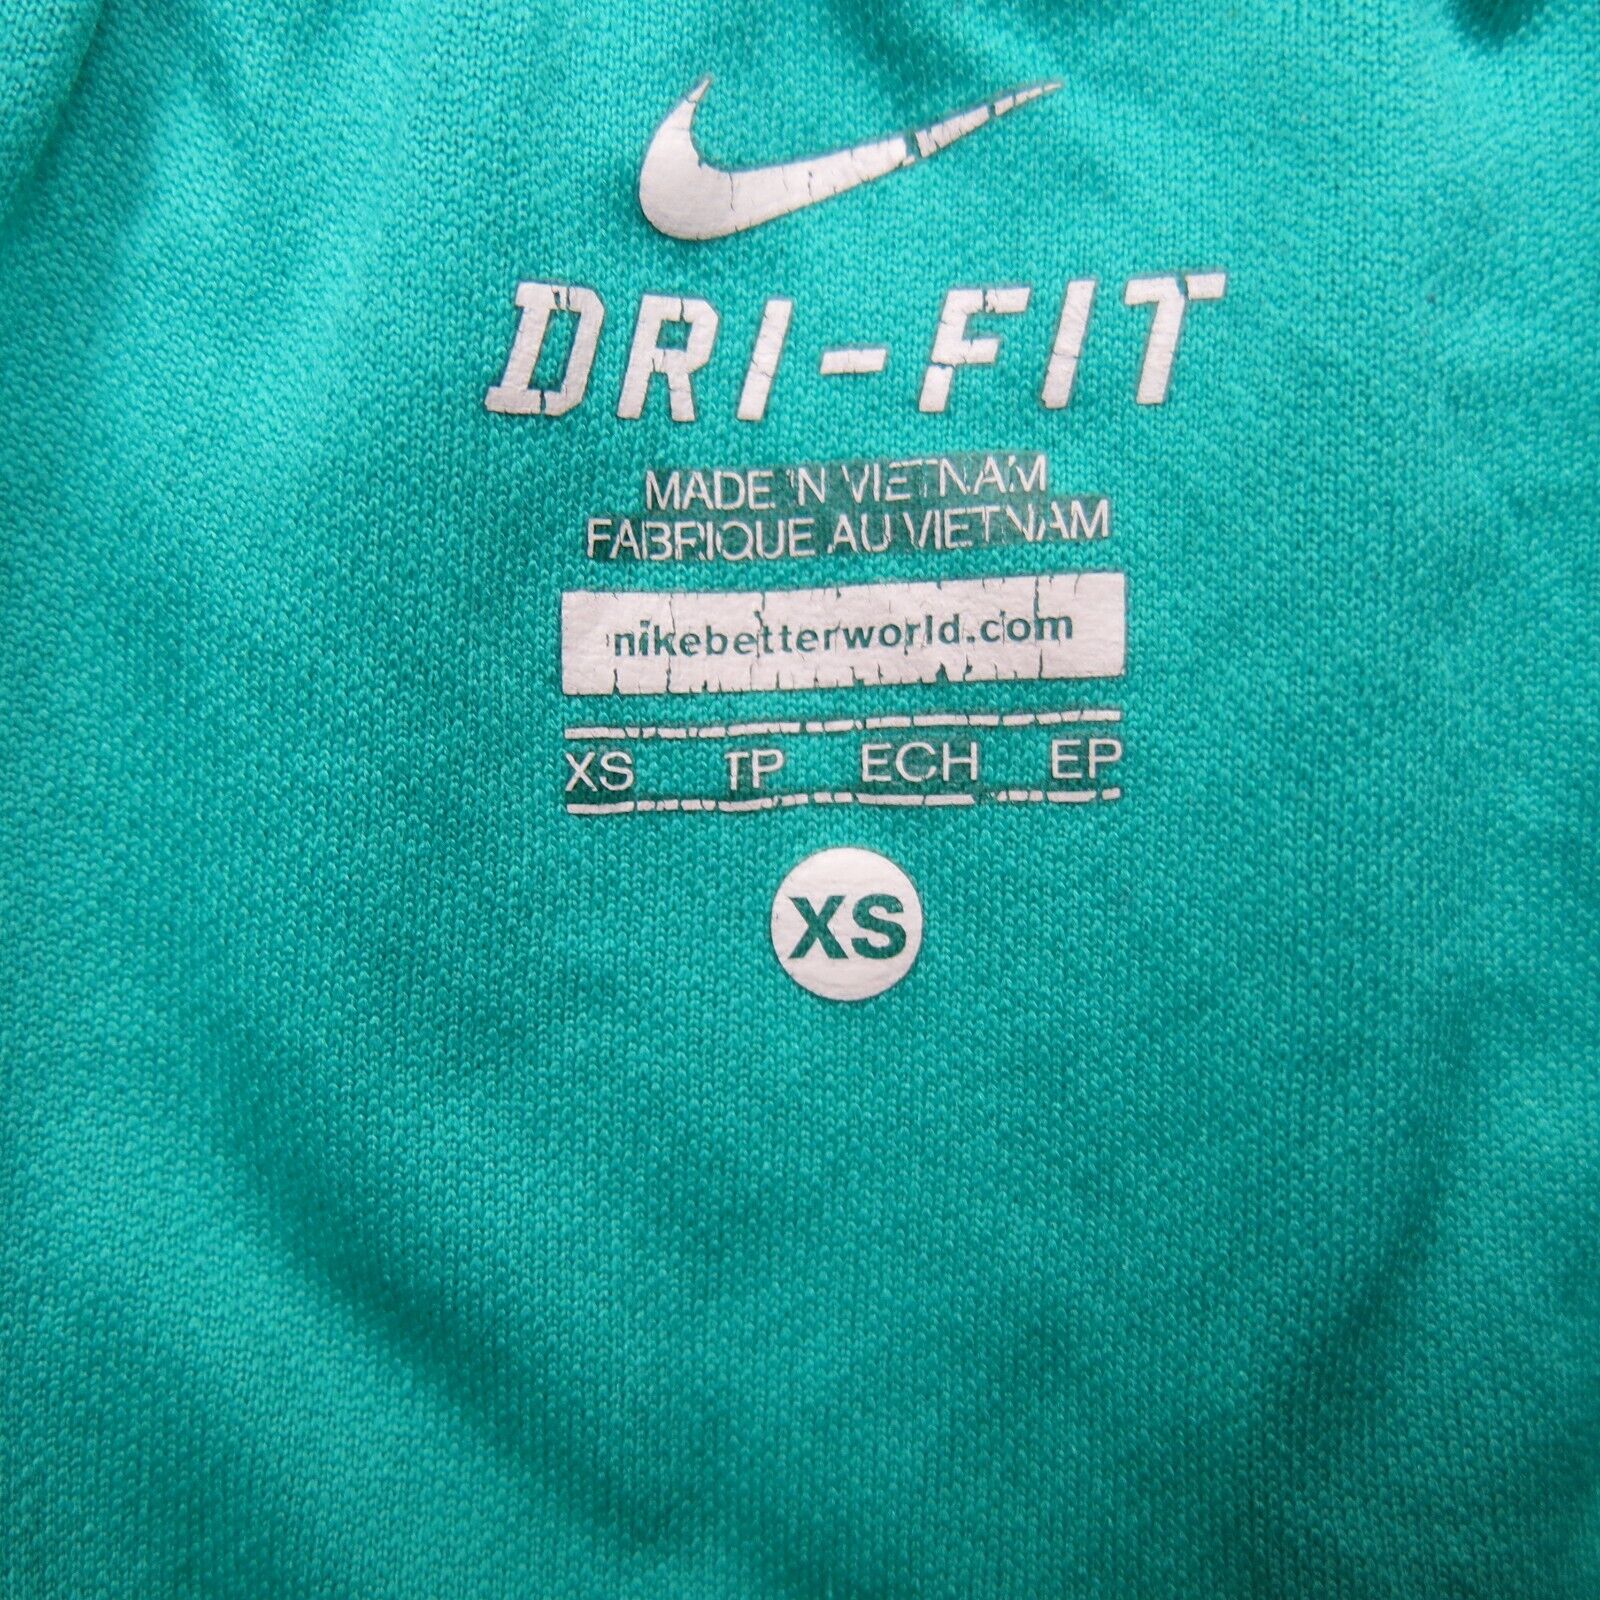 DRI-FIT
MADE IN VIETNAM
FABRIQUE AU VIETNAM
nikebetterworld.com
XS TP ECH EP
XS